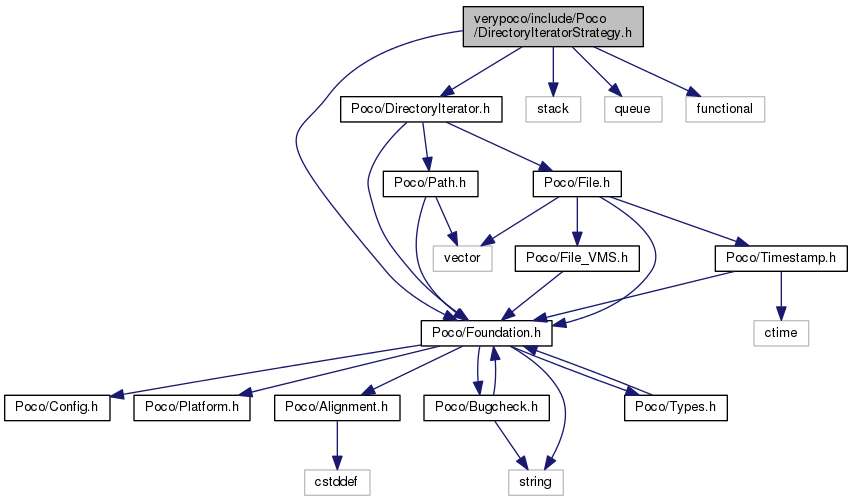 verypoco/include/Poco
/DirectoryIteratorStrategy.h
Poco/DirectoryIterator.h
stack
queue
functional
Poco/Path.h
Poco/File.h
vector
Poco/File_VMS.h
Poco/Timestamp.h
Poco/Foundation.h
ctime
Poco/Config.h
Poco/Platform.h
Poco/Alignment.h
Poco/Bugcheck.h
Poco/Types.h
cstddef
string